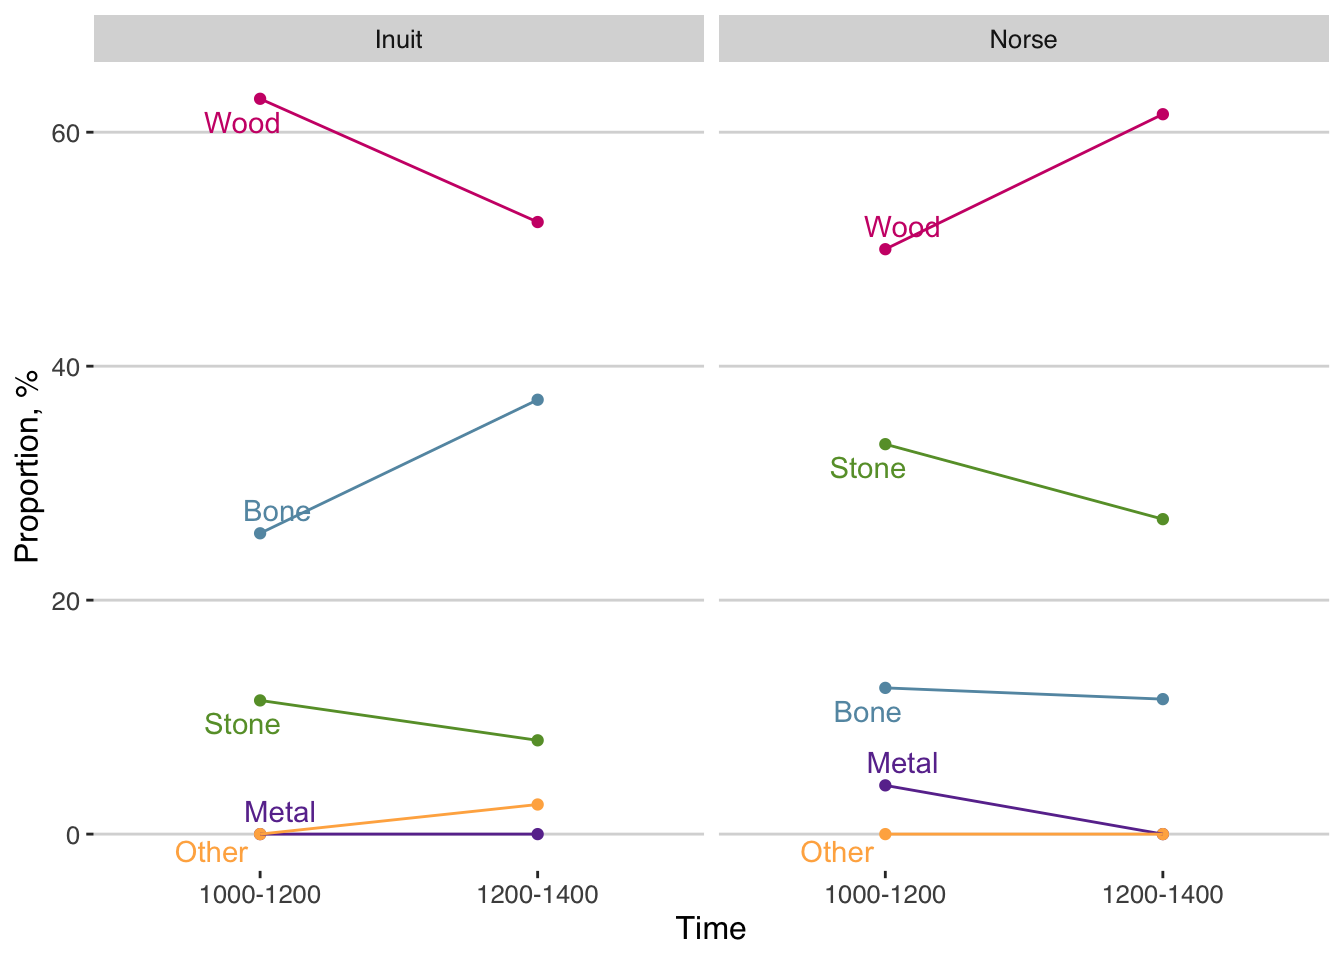 Inuit
Norse
Proportion, %
60
40
20
0
Wood
Bone
Stone
Metal
Other
Wood
Stone
Bone
Metal
Other
1000-1200
1200-1400
1000-1200
1200-1400
Time